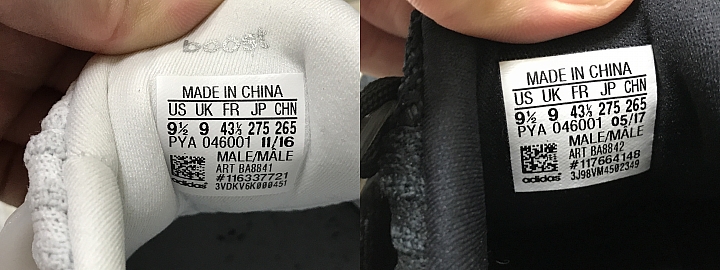 boost
MADE IN CHINA
US UK FR JP CHN
9½ 9 43⅓ 275 265
PYA 046001 11/16
MALE/MÂLE
ART BA8841
#116337721
adidas 3VDKV6K000451
MADE IN CHINA
US UK FR JP CHN
9½ 9 43⅓ 275 265
PYA 046001 05/17
MALE/MÂLE
ART BA8842
#117664148
adidas 3J98VM4502349